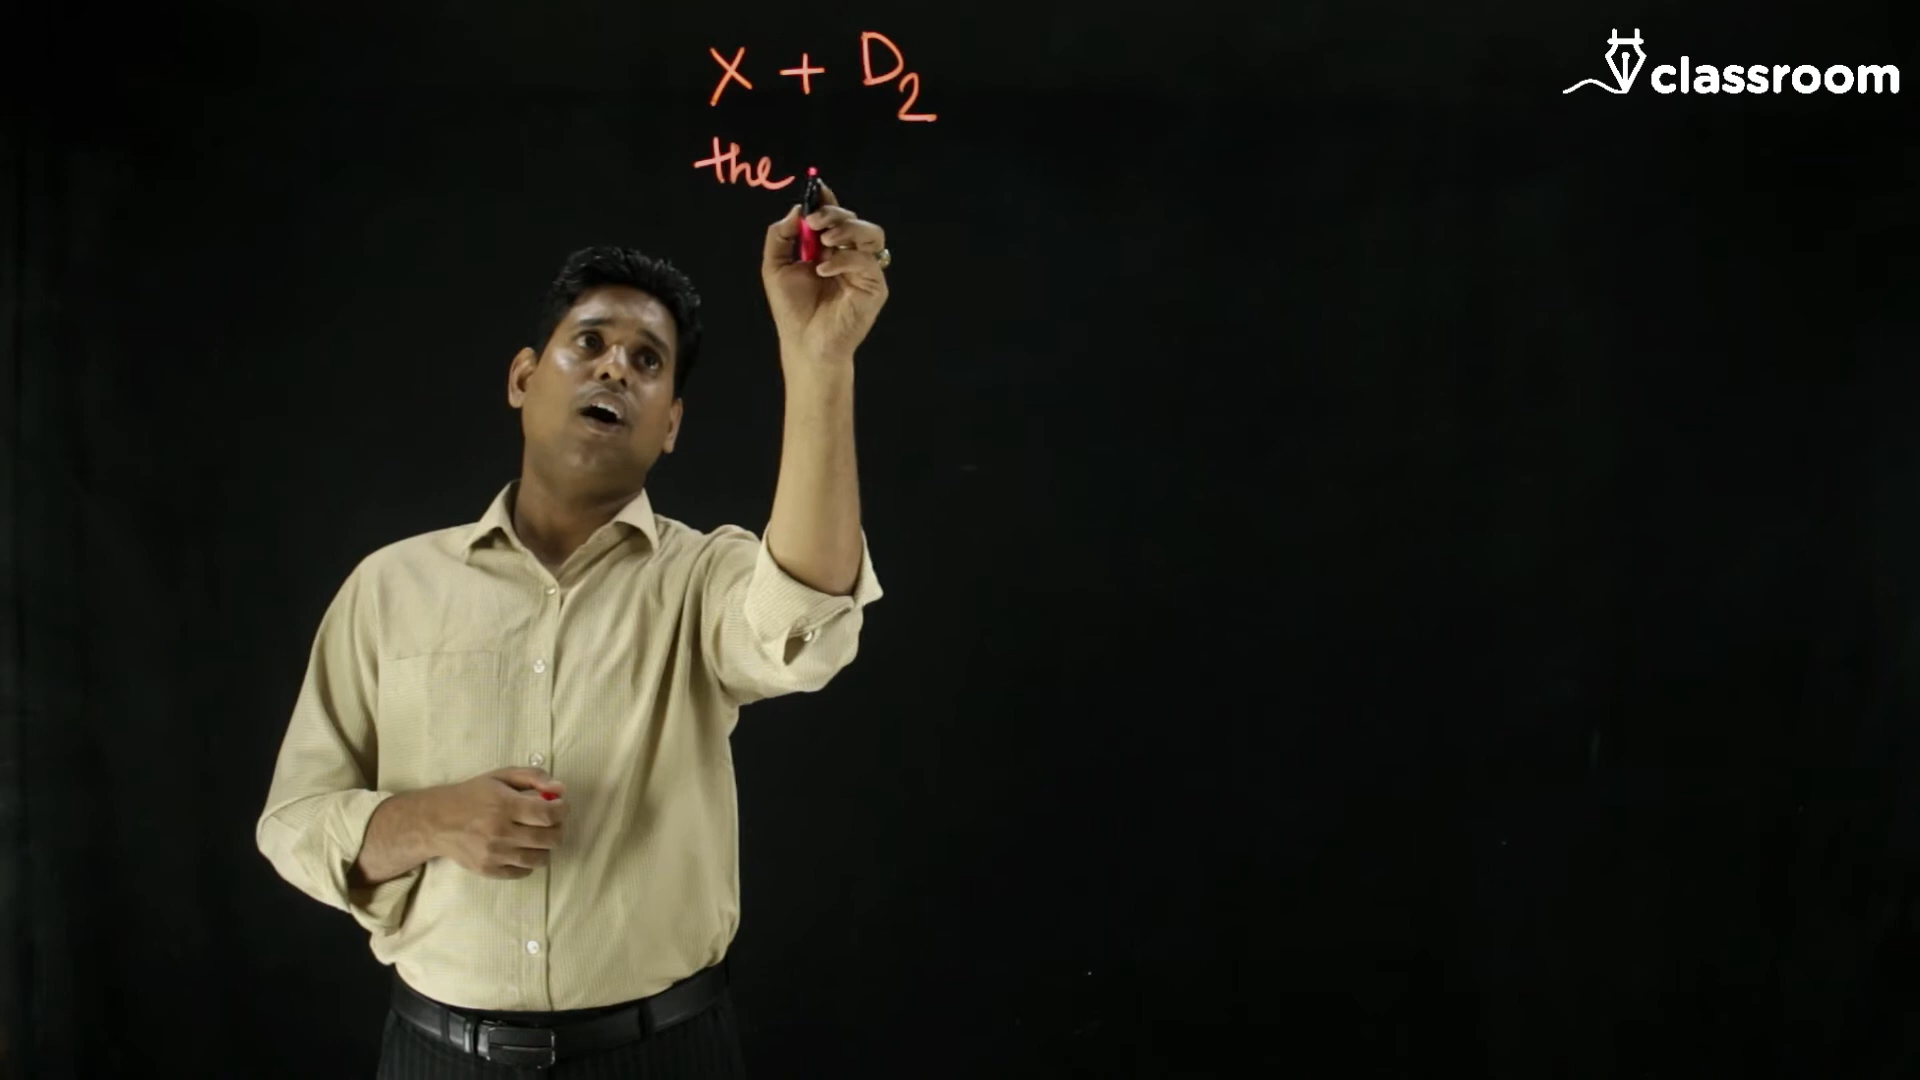 X + D₂
the
classroom